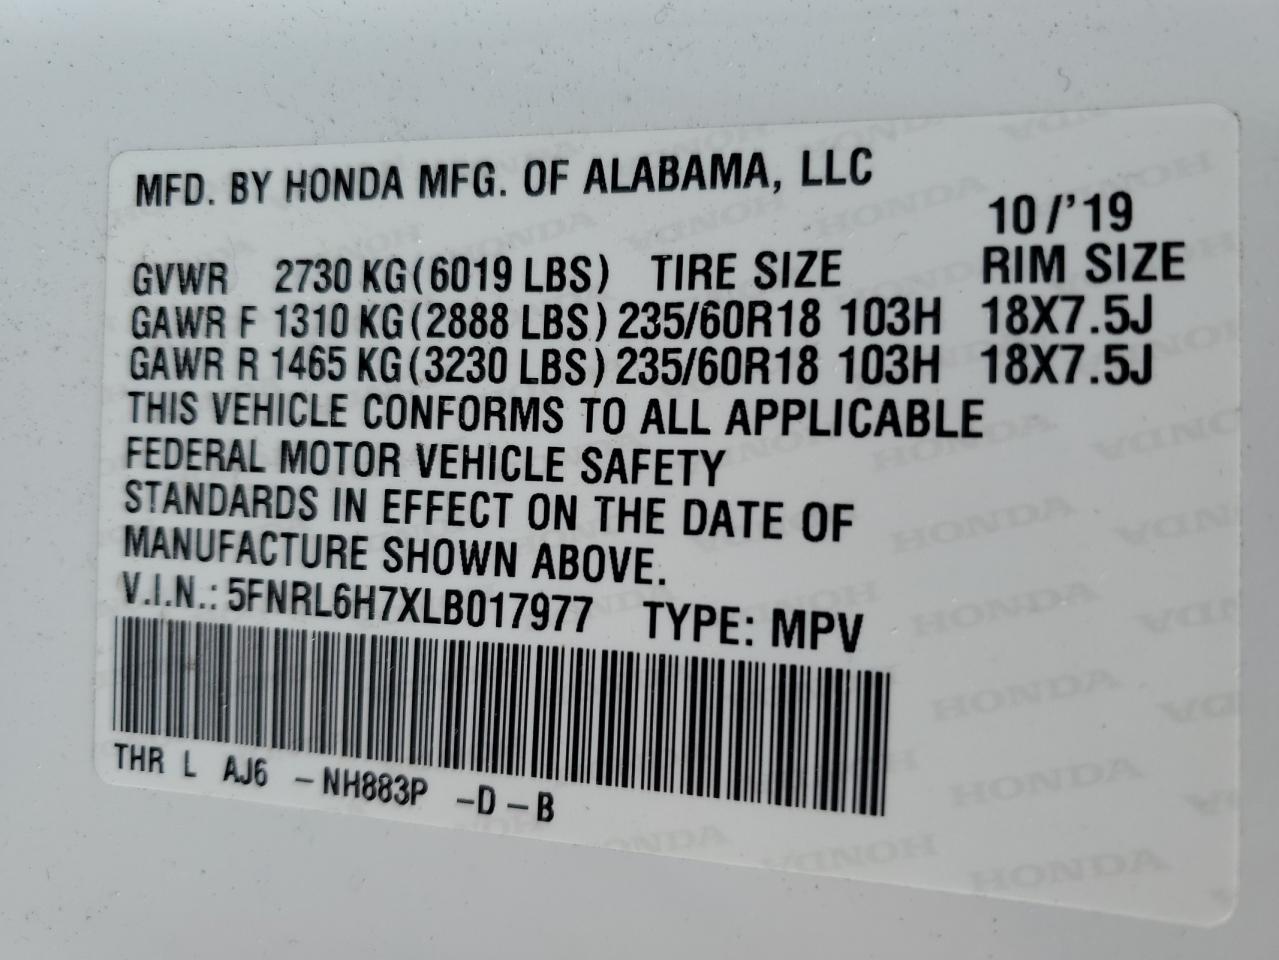 MFD. BY HONDA MFG. OF ALABAMA, LLC
10/'19
GVWR 2730 KG(6019 LBS) TIRE SIZE RIM SIZE
GAWR F 1310 KG(2888 LBS) 235/60R18 103H 18X7.5J
GAWR R 1465 KG(3230 LBS) 235/60R18 103H 18X7.5J
THIS VEHICLE CONFORMS TO ALL APPLICABLE
FEDERAL MOTOR VEHICLE SAFETY
STANDARDS IN EFFECT ON THE DATE OF
MANUFACTURE SHOWN ABOVE.
V.I.N.: 5FNRL6H7XLB017977 TYPE: MPV
THR L AJ6 -NH883P -D-B